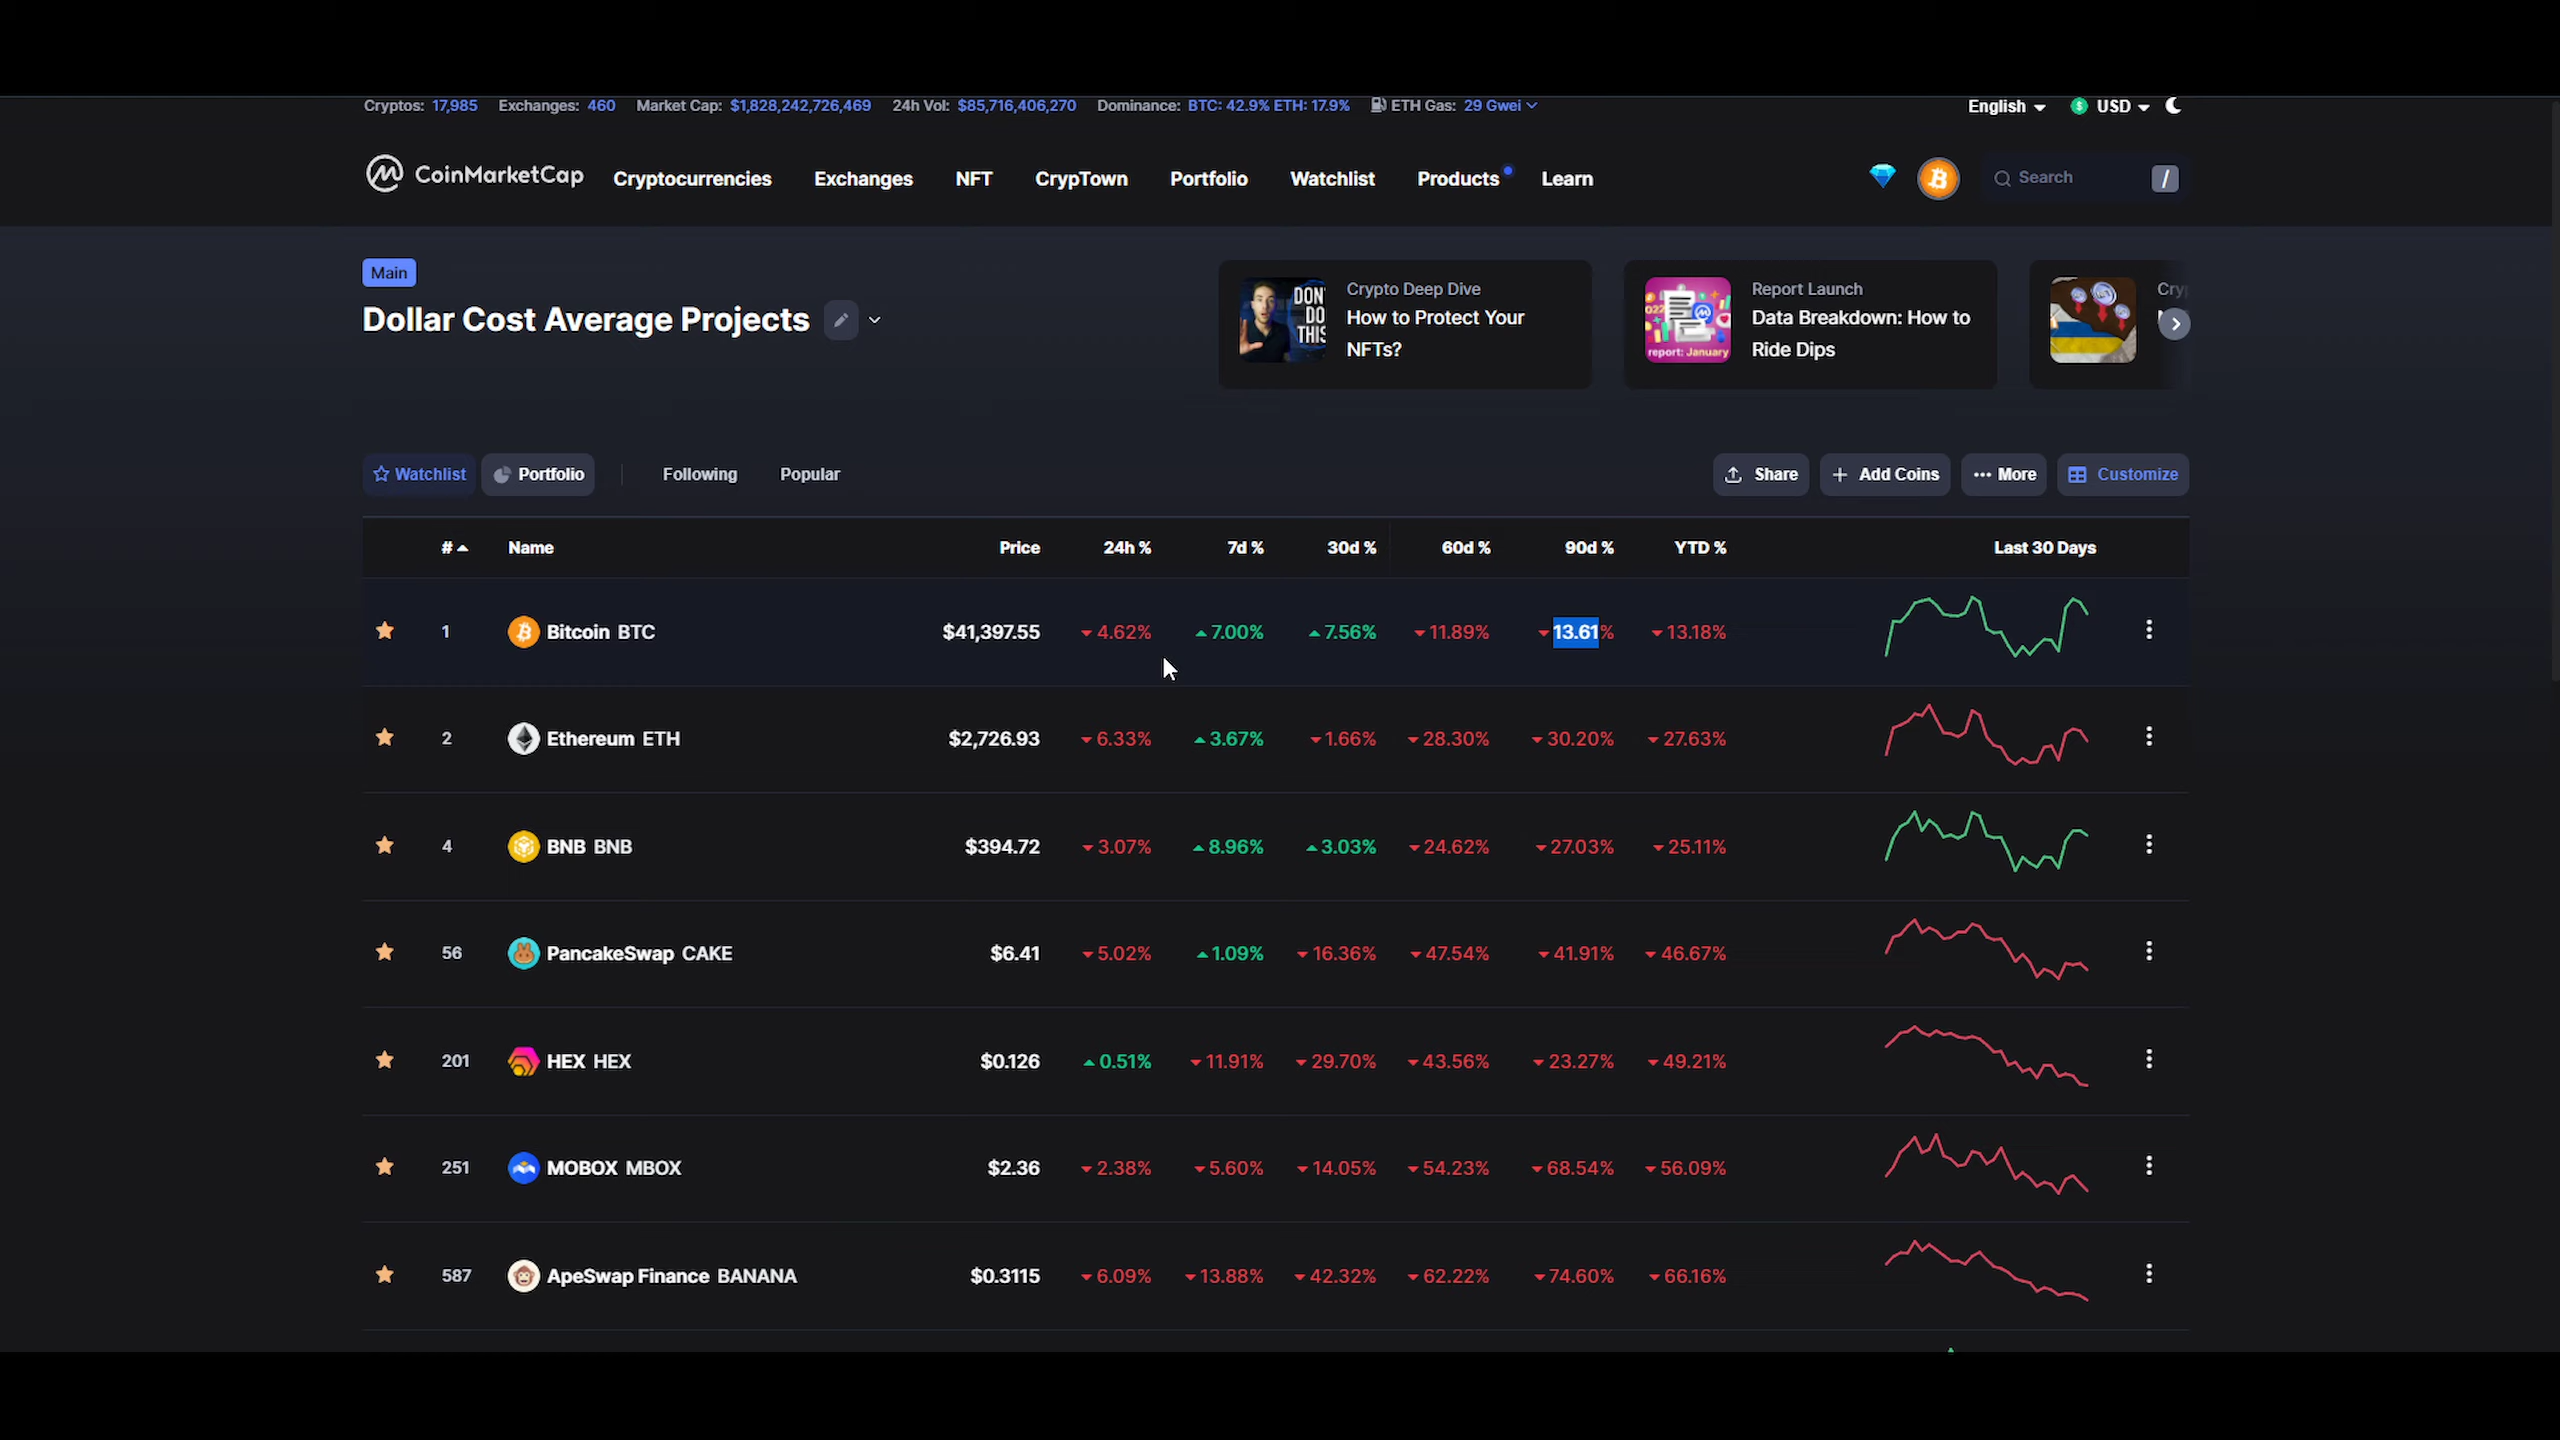 Cryptos: 17,985 Exchanges: 460 Market Cap: $1,828,242,726,469 24h Vol: $85,716,406,270 Dominance: BTC: 42.9% ETH: 17.9% ETH Gas: 29 Gwei English USD
CoinMarketCap Cryptocurrencies Exchanges NFT CrypTown Portfolio Watchlist Products Learn Search /
Main
Dollar Cost Average Projects
DON'
DO
THIS
Crypto Deep Dive
How to Protect Your
NFTs?
report: January
Report Launch
Data Breakdown: How to
Ride Dips
Watchlist Portfolio Following Popular Share Add Coins More Customize
# Name Price 24h % 7d % 30d % 60d % 90d % YTD % Last 30 Days
1 Bitcoin BTC $41,397.55 4.62% 7.00% 7.56% 11.89% 13.61% 13.18%
2 Ethereum ETH $2,726.93 6.33% 3.67% 1.66% 28.30% 30.20% 27.63%
4 BNB BNB $394.72 3.07% 8.96% 3.03% 24.62% 27.03% 25.11%
56 PancakeSwap CAKE $6.41 5.02% 1.09% 16.36% 47.54% 41.91% 46.67%
201 HEX HEX $0.126 0.51% 11.91% 29.70% 43.56% 23.27% 49.21%
251 MOBOX MBOX $2.36 2.38% 5.60% 14.05% 54.23% 68.54% 56.09%
587 ApeSwap Finance BANANA $0.3115 6.09% 13.88% 42.32% 62.22% 74.60% 66.16%